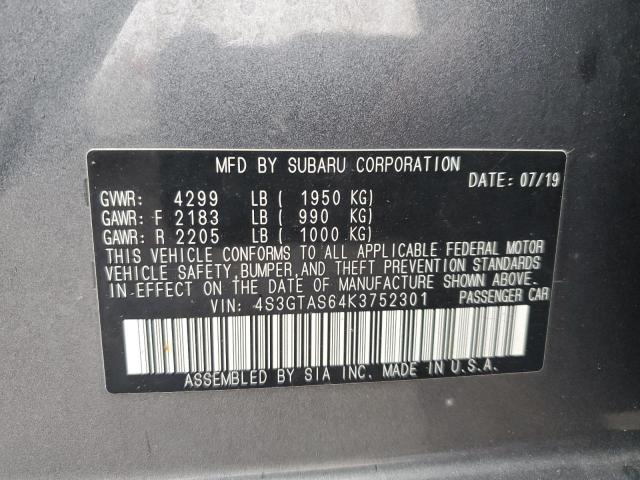 MFD BY SUBARU CORPORATION
DATE: 07/19
GVWR: 4299 LB ( 1950 KG)
GAWR: F 2183 LB ( 990 KG)
GAWR: R 2205 LB ( 1000 KG)
THIS VEHICLE CONFORMS TO ALL APPLICABLE FEDERAL MOTOR
VEHICLE SAFETY,BUMPER,AND THEFT PREVENTION STANDARDS
IN EFFECT ON THE DATE OF MANUFACTURE SHOWN ABOVE.
VIN: 4S3GTAS64K3752301 PASSENGER CAR
ASSEMBLED BY SIA INC. MADE IN U.S.A.